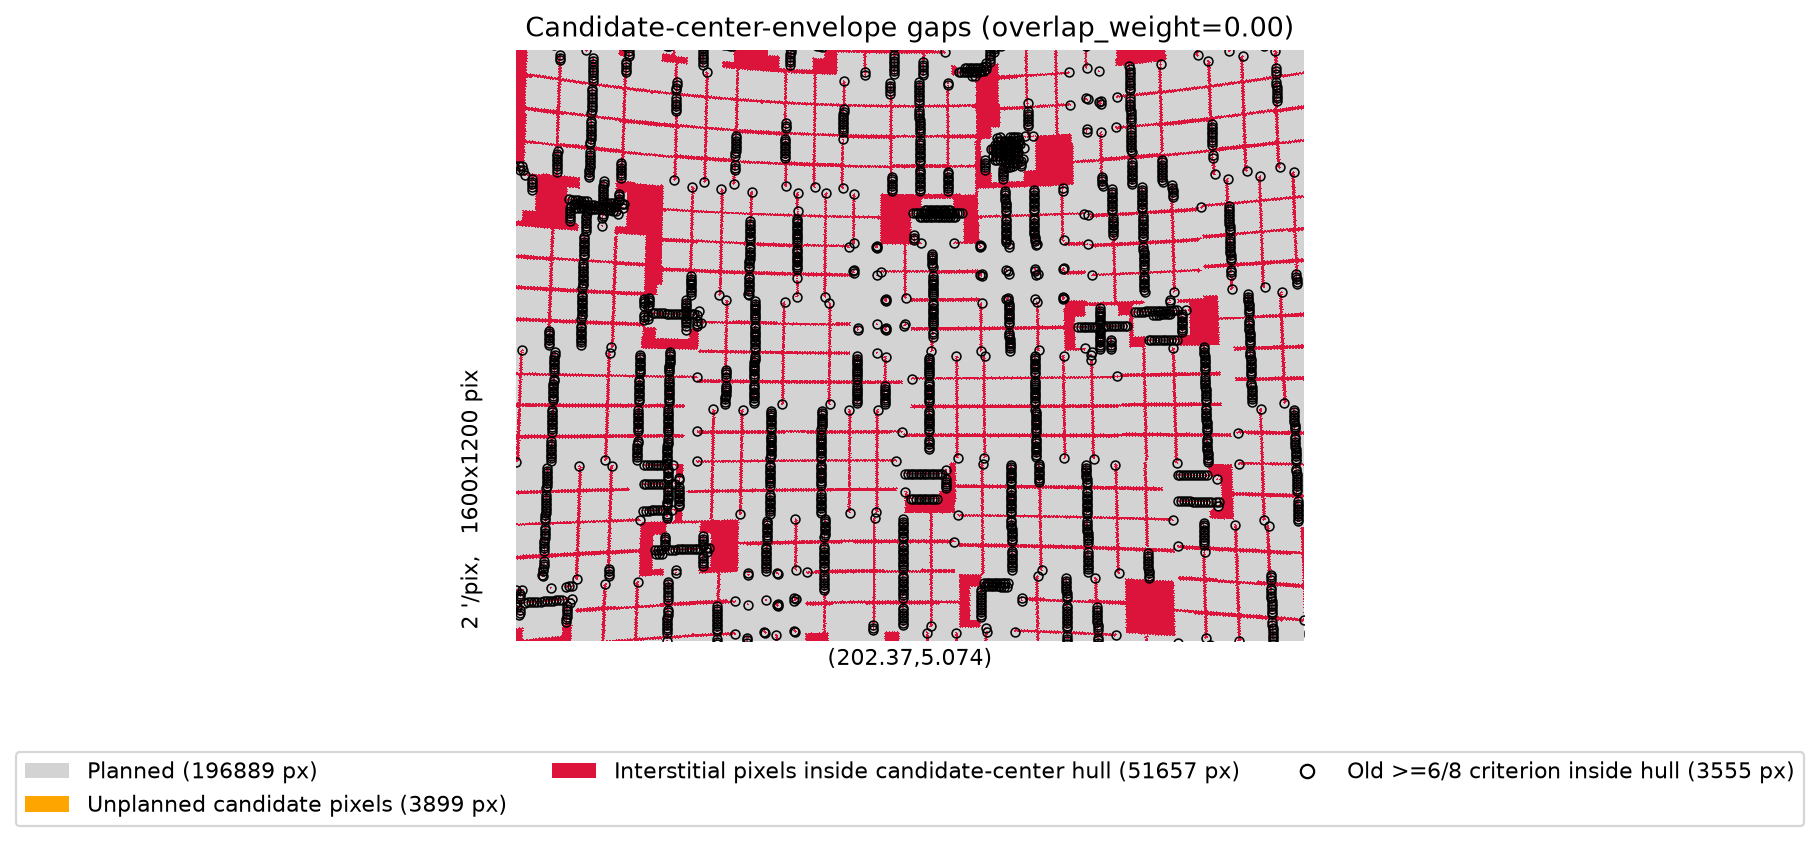 Candidate-center-envelope gaps (overlap_weight=0.00)
2 '/pix,   1600x1200 pix
(202.37,5.074)
Planned (196889 px)
Unplanned candidate pixels (3899 px)
Interstitial pixels inside candidate-center hull (51657 px)
Old >=6/8 criterion inside hull (3555 px)